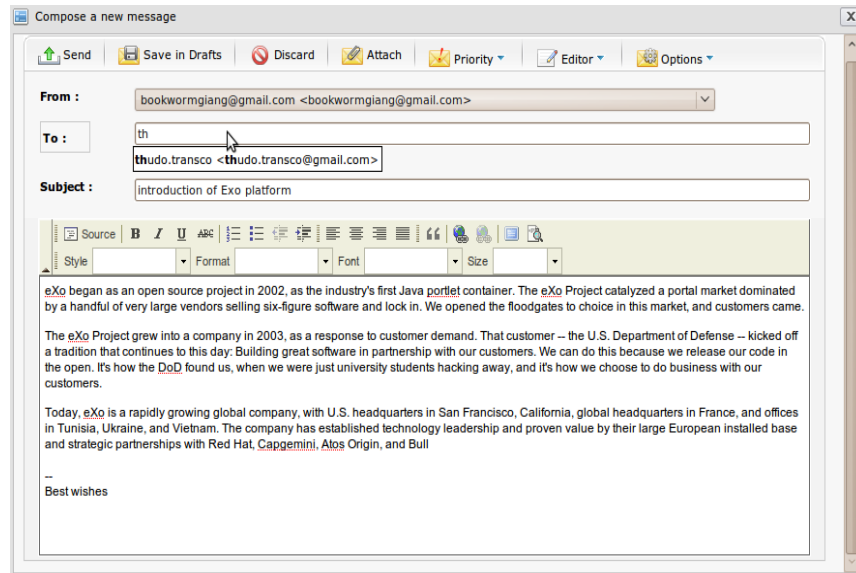 Compose a new message
X
Send Save in Drafts Discard Attach Priority Editor Options
From : bookwormgiang@gmail.com <bookwormgiang@gmail.com>
To : th
thudo.transco <thudo.transco@gmail.com>
Subject : introduction of Exo platform
Source B I U ABC
Style Format Font Size
eXo began as an open source project in 2002, as the industry's first Java portlet container. The eXo Project catalyzed a portal market dominated
by a handful of very large vendors selling six-figure software and lock in. We opened the floodgates to choice in this market, and customers came.
The eXo Project grew into a company in 2003, as a response to customer demand. That customer -- the U.S. Department of Defense -- kicked off
a tradition that continues to this day: Building great software in partnership with our customers. We can do this because we release our code in
the open. It's how the DoD found us, when we were just university students hacking away, and it's how we choose to do business with our
customers.
Today, eXo is a rapidly growing global company, with U.S. headquarters in San Francisco, California, global headquarters in France, and offices
in Tunisia, Ukraine, and Vietnam. The company has established technology leadership and proven value by their large European installed base
and strategic partnerships with Red Hat, Capgemini, Atos Origin, and Bull
--
Best wishes